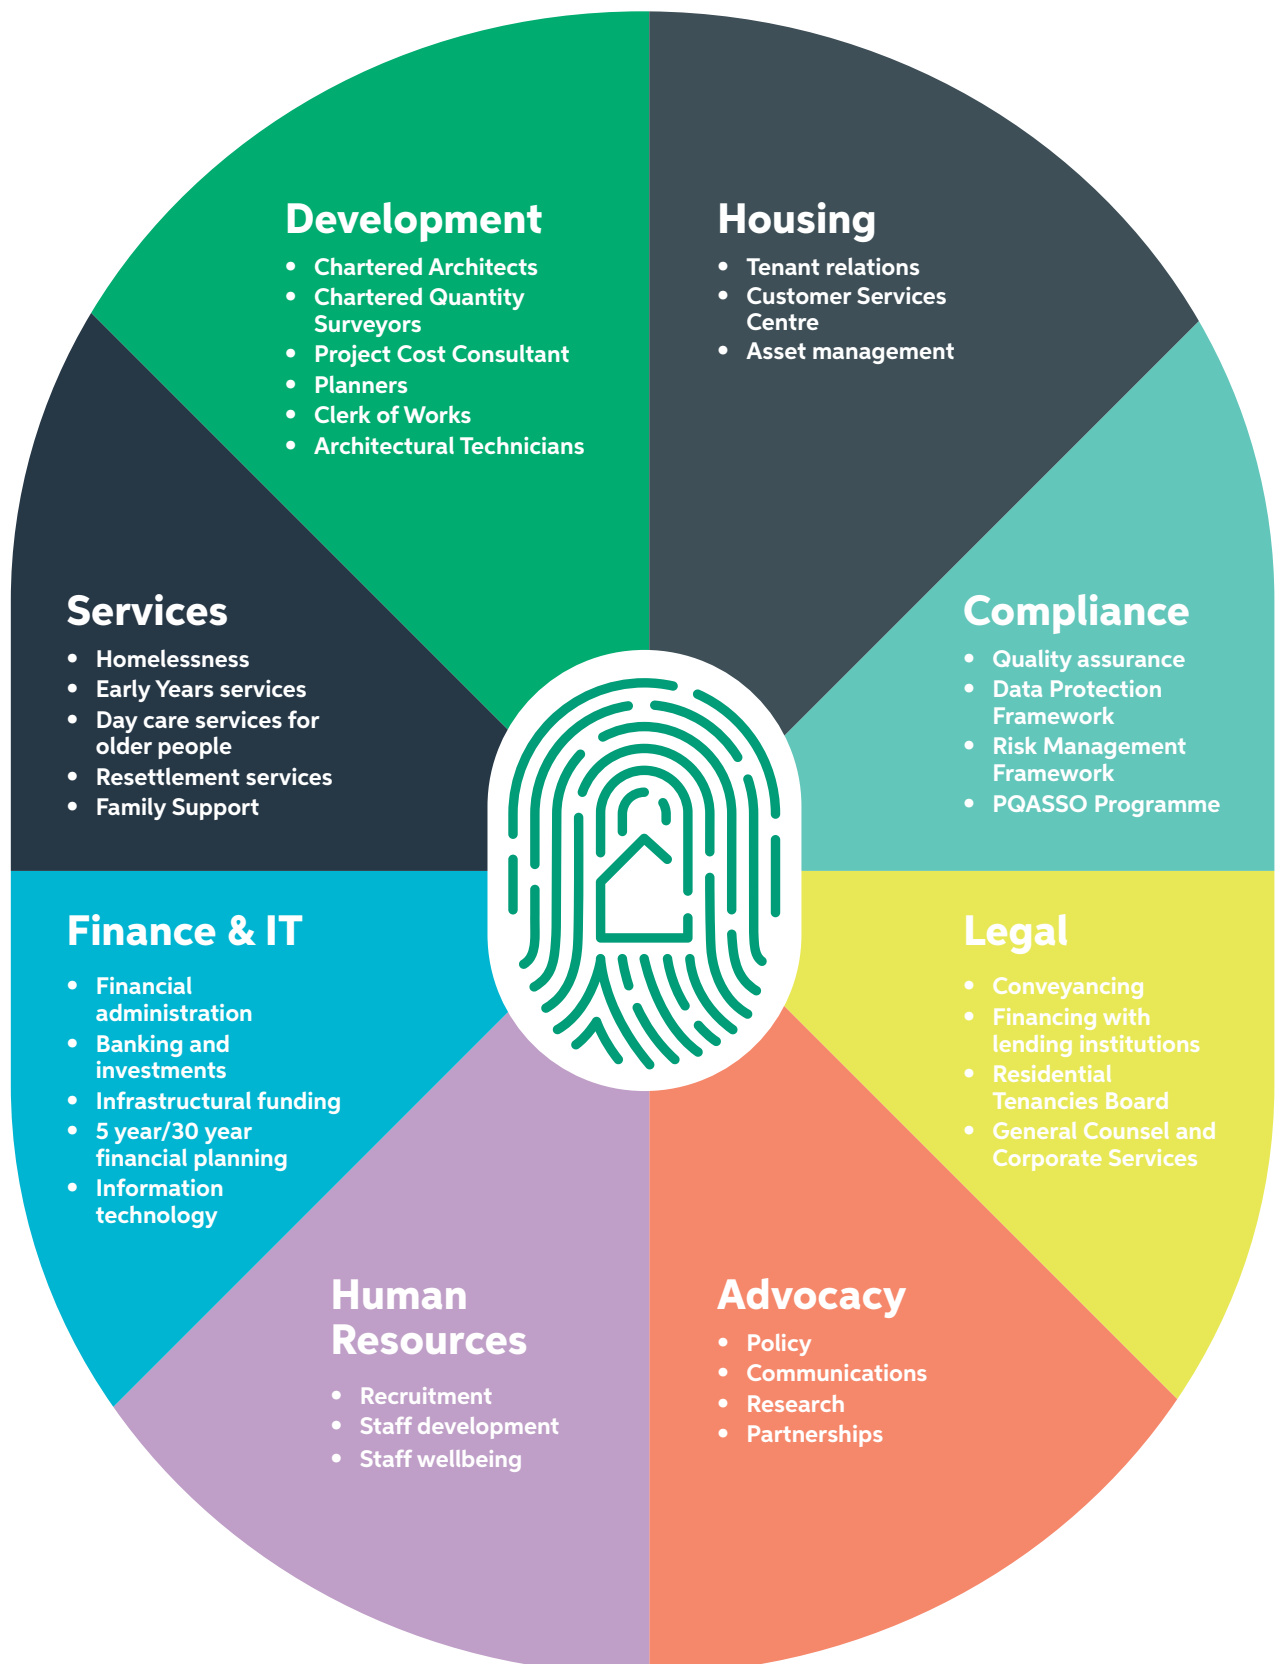 Development
• Chartered Architects
• Chartered Quantity
Surveyors
• Project Cost Consultant
• Planners
• Clerk of Works
• Architectural Technicians
Housing
• Tenant relations
• Customer Services
Centre
• Asset management
Services
• Homelessness
• Early Years services
• Day care services for
older people
• Resettlement services
• Family Support
Compliance
• Quality assurance
• Data Protection
Framework
• Risk Management
Framework
• PQASSO Programme
Finance & IT
• Financial
administration
• Banking and
investments
• Infrastructural funding
• 5 year/30 year
financial planning
• Information
technology
Legal
• Conveyancing
• Financing with
lending institutions
• Residential
Tenancies Board
• General Counsel and
Corporate Services
Human
Resources
• Recruitment
• Staff development
• Staff wellbeing
Advocacy
• Policy
• Communications
• Research
• Partnerships